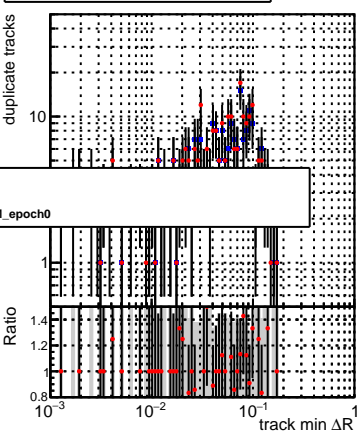 duplicate tracks
10
l_epoch0
1
Ratio
1.4
1.2
1
0.8
10⁻³
10⁻²
10⁻¹
1
track min ΔR